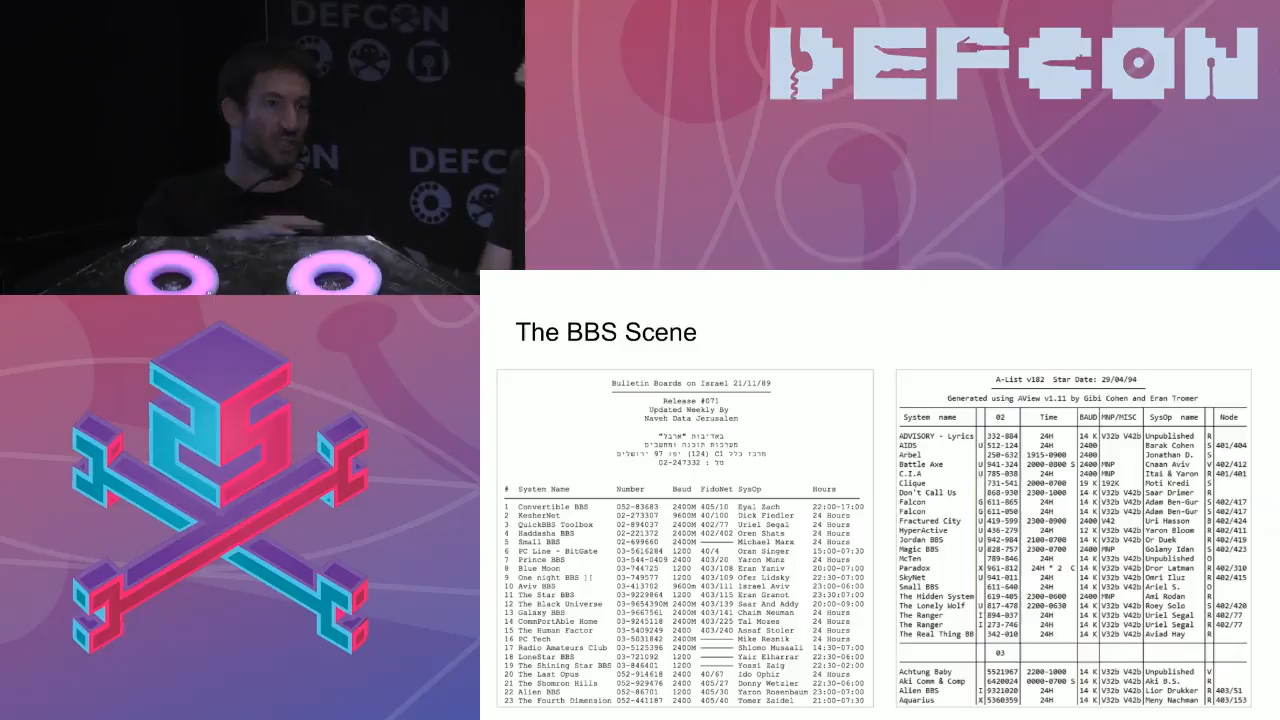 DEFCON
CON
DEFC
DEFCON
The BBS Scene
Bulletin Boards on Israel 21/11/89
Release #071
Updated Weekly By
Naveh Data Jerusalem
באדיבות "ארבל"
מערכות תוכנה ומחשבים
מרכז כלל C1 (124) יפו 97 ירושלים
טל : 02-247332
# System Name Number Baud FidoNet SysOp Hours
1 Convertible BBS 052-83683 2400M 405/10 Eyal Zach 22:00-17:00
2 KesherNet 02-273307 9600M 40/100 Dick Fiedler 24 Hours
3 QuickBBS Toolbox 02-894037 2400M 402/77 Uriel Segal 24 Hours
4 Haddasha BBS 02-221372 2400M 402/402 Oren Shats 24 Hours
5 Small BBS 02-699660 2400M Michael Marx 24 Hours
6 PC Line - BitGate 03-5616284 1200 40/4 Oran Singer 15:00-07:30
7 Prince BBS 03-544-0409 2400 403/20 Yaron Munz 24 Hours
8 Blue Moon 03-744725 1200 403/108 Eran Yaniv 23:00-07:00
9 One night BBS ][ 03-749577 1200 403/109 Ofer Lidsky 22:30-07:00
10 Aviv BBS 03-413702 9600m 403/111 Israel Aviv 23:00-06:00
11 The Star BBS 03-9229864 1200 403/115 Eran Granot 23:30-07:00
12 The Black Universe 03-9654390M 2400 403/139 Saar And Addy 20:00-09:00
13 Galaxy BBS 03-9667561 2400 403/141 Chaim Neuman 24 Hours
14 CommPortAble Home 03-9245118 2400M 403/225 Tal Mozes 24 Hours
15 The Human Factor 03-5409249 2400 403/240 Assaf Stoler 24 Hours
16 PC Tech 03-5031842 2400M Mike Resnik 24 Hours
17 Radio Amateurs Club 03-5125396 2400M Shlomo Musaali 14:30-07:00
18 LoneStar BBS 03-721092 1200 Yair Elharrar 22:30-06:00
19 The Shining Star BBS 03-846401 1200 Yossi Zaig 22:30-02:00
20 The Last Opus 052-914618 2400 40/67 Ido Ophir 24 Hours
21 The Shomron Hills 052-929476 2400 405/27 Donny Wetzler 22:30-06:00
22 Alien BBS 052-86701 1200 405/30 Yaron Rosenbaum 23:00-07:00
23 The Fourth Dimension 052-441187 2400 405/40 Tomer Zaidel 21:00-07:30
A-List v182 Star Date: 29/04/94
Generated using AView v1.11 by Gibi Cohen and Eran Tromer
System name 02 Time BAUD MNP/MISC SysOp name Node
ADVISORY - Lyrics 332-884 24H 14 K V32b V42b Unpublished R
AIDS U 512-124 24H 2400 Barak Cohen S 401/404
Arbel 250-632 1915-0900 2400 Jonathan D. S
Battle Axe U 941-324 2000-0800 S 2400 MNP Cnaan Aviv V 402/412
C.I.A U 785-038 24H 14 K V32b V42b Itai & Yaron R 401/401
Clique 731-541 2000-0700 19 K 192K Moti Kredi S
Don't Call Us 868-930 2300-1000 14 K V32b V42b Saar Drimer R
Falcon G 611-865 24H 14 K V32b V42b Adam Ben-Gur S 402/417
Falcon G 611-050 24H 14 K V32b V42b Adam Ben-Gur S 402/417
Fractured City U 419-599 2300-0900 2400 V42 Uri Hasson B 402/424
HyperActive U 436-279 24H 12 K V32b V42b Yaron Bloom R 402/411
Jordan BBS U 942-984 2100-0700 14 K V32b V42b Or Duek R 402/419
Magic BBS U 828-757 2300-0700 2400 MNP Golany Idan S 402/423
McTen 789-846 24H 14 K V32b V42b Unpublished O
Paradox X 961-812 24H * 2 C 14 K V32b V42b Dror Latman R 402/310
SkyNet U 941-011 24H 14 K V32b V42b Omri Iluz R 402/415
Small BBS 611-640 24H 14 K V32b V42b Ariel S. S
The Hidden System 619-405 2300-0600 2400 MNP Ami Rodan R
The Lonely Wolf U 817-478 2200-0630 14 K V32b V42b Roey Solo S 402/420
The Ranger I 894-037 24H 14 K V32b V42b Uriel Segal R 402/77
The Ranger I 273-746 24H 14 K V32b V42b Uriel Segal R 402/77
The Real Thing BB 342-010 24H 14 K V32b V42b Aviad Hay R
03
Achtung Baby 5521967 2200-1000 14 K V32b V42b Unpublished V
Aki Comm & Comp 6420024 0000-0700 S 14 K V32b V42b Aki B.S. R
Alien BBS I 9321020 24H 14 K V32b V42b Lior Drukker R 403/51
Aquarius X 5360359 24H 14 K V32b V42b Meny Nachman R 403/153